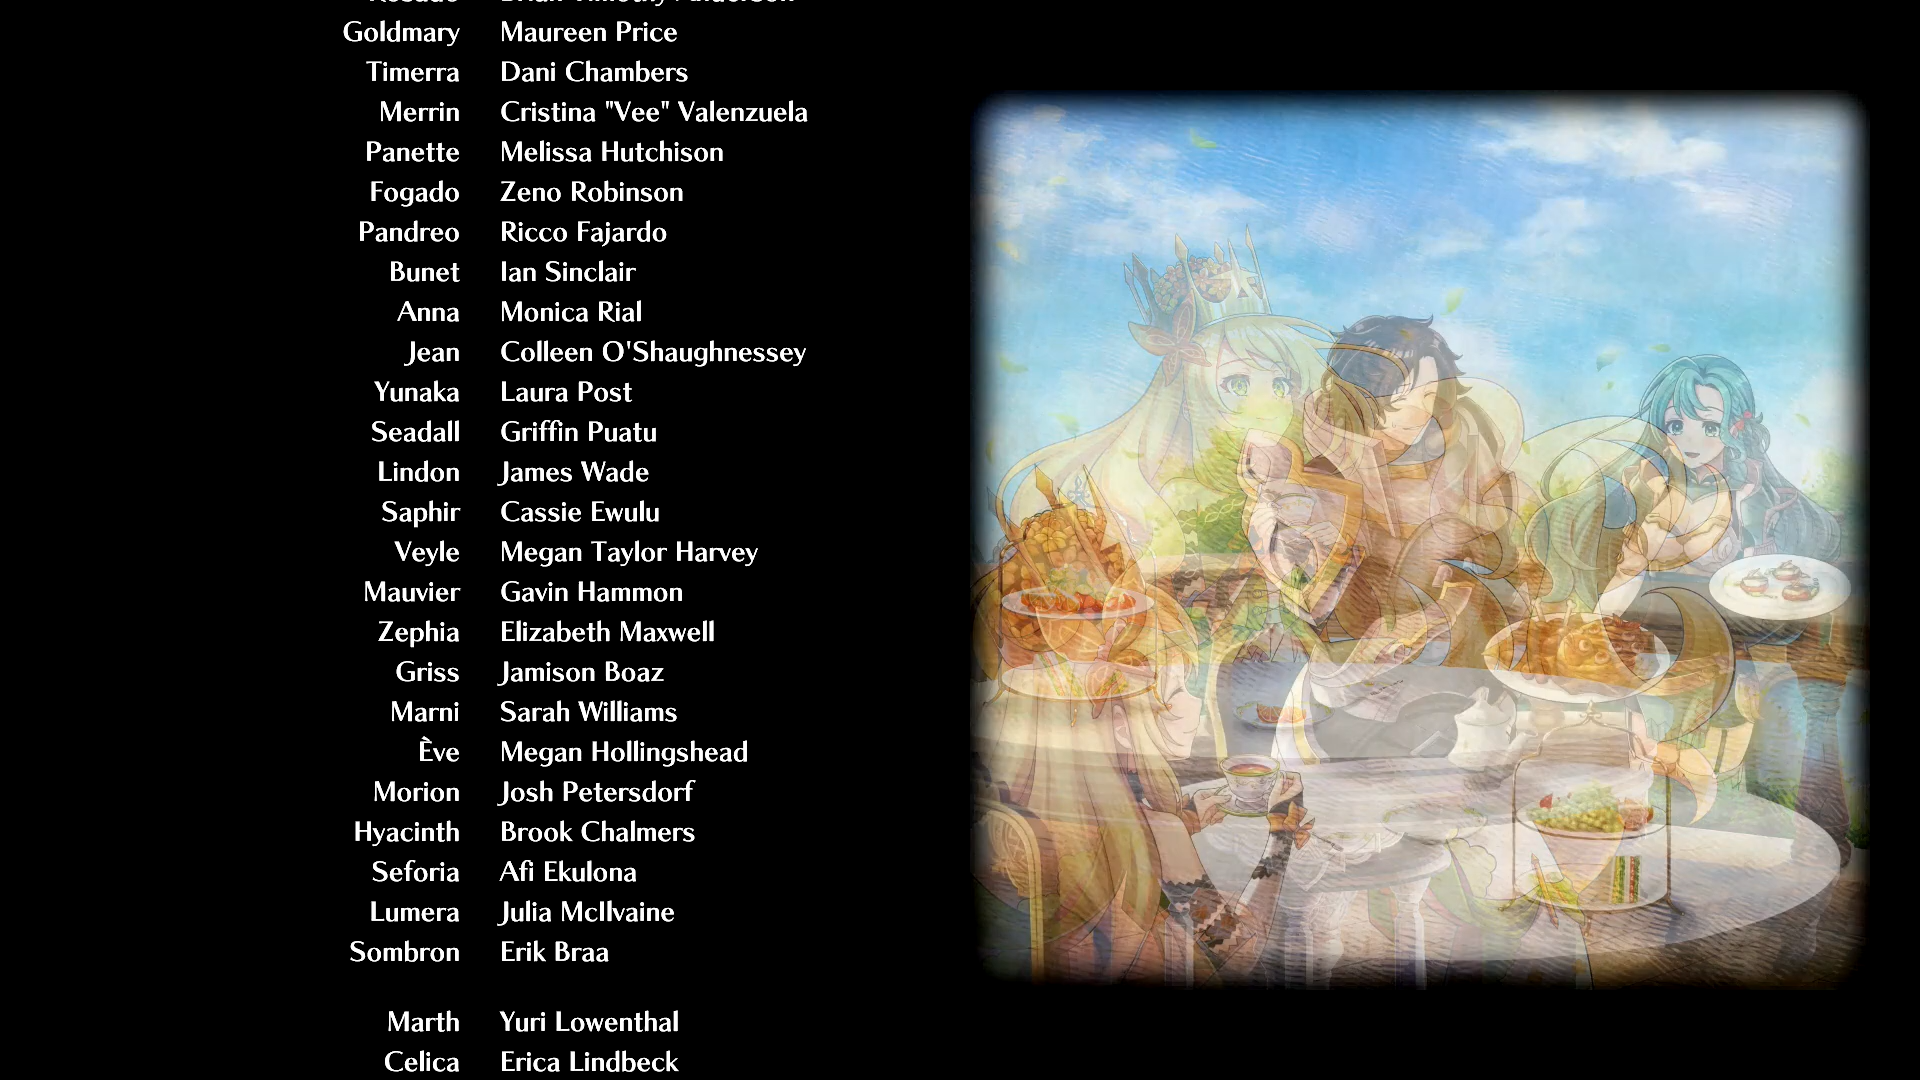 Goldmary Maureen Price
Timerra Dani Chambers
Merrin Cristina "Vee" Valenzuela
Panette Melissa Hutchison
Fogado Zeno Robinson
Pandreo Ricco Fajardo
Bunet Ian Sinclair
Anna Monica Rial
Jean Colleen O'Shaughnessey
Yunaka Laura Post
Seadall Griffin Puatu
Lindon James Wade
Saphir Cassie Ewulu
Veyle Megan Taylor Harvey
Mauvier Gavin Hammon
Zephia Elizabeth Maxwell
Griss Jamison Boaz
Marni Sarah Williams
Ève Megan Hollingshead
Morion Josh Petersdorf
Hyacinth Brook Chalmers
Seforia Afi Ekulona
Lumera Julia McIlvaine
Sombron Erik Braa
Marth Yuri Lowenthal
Celica Erica Lindbeck